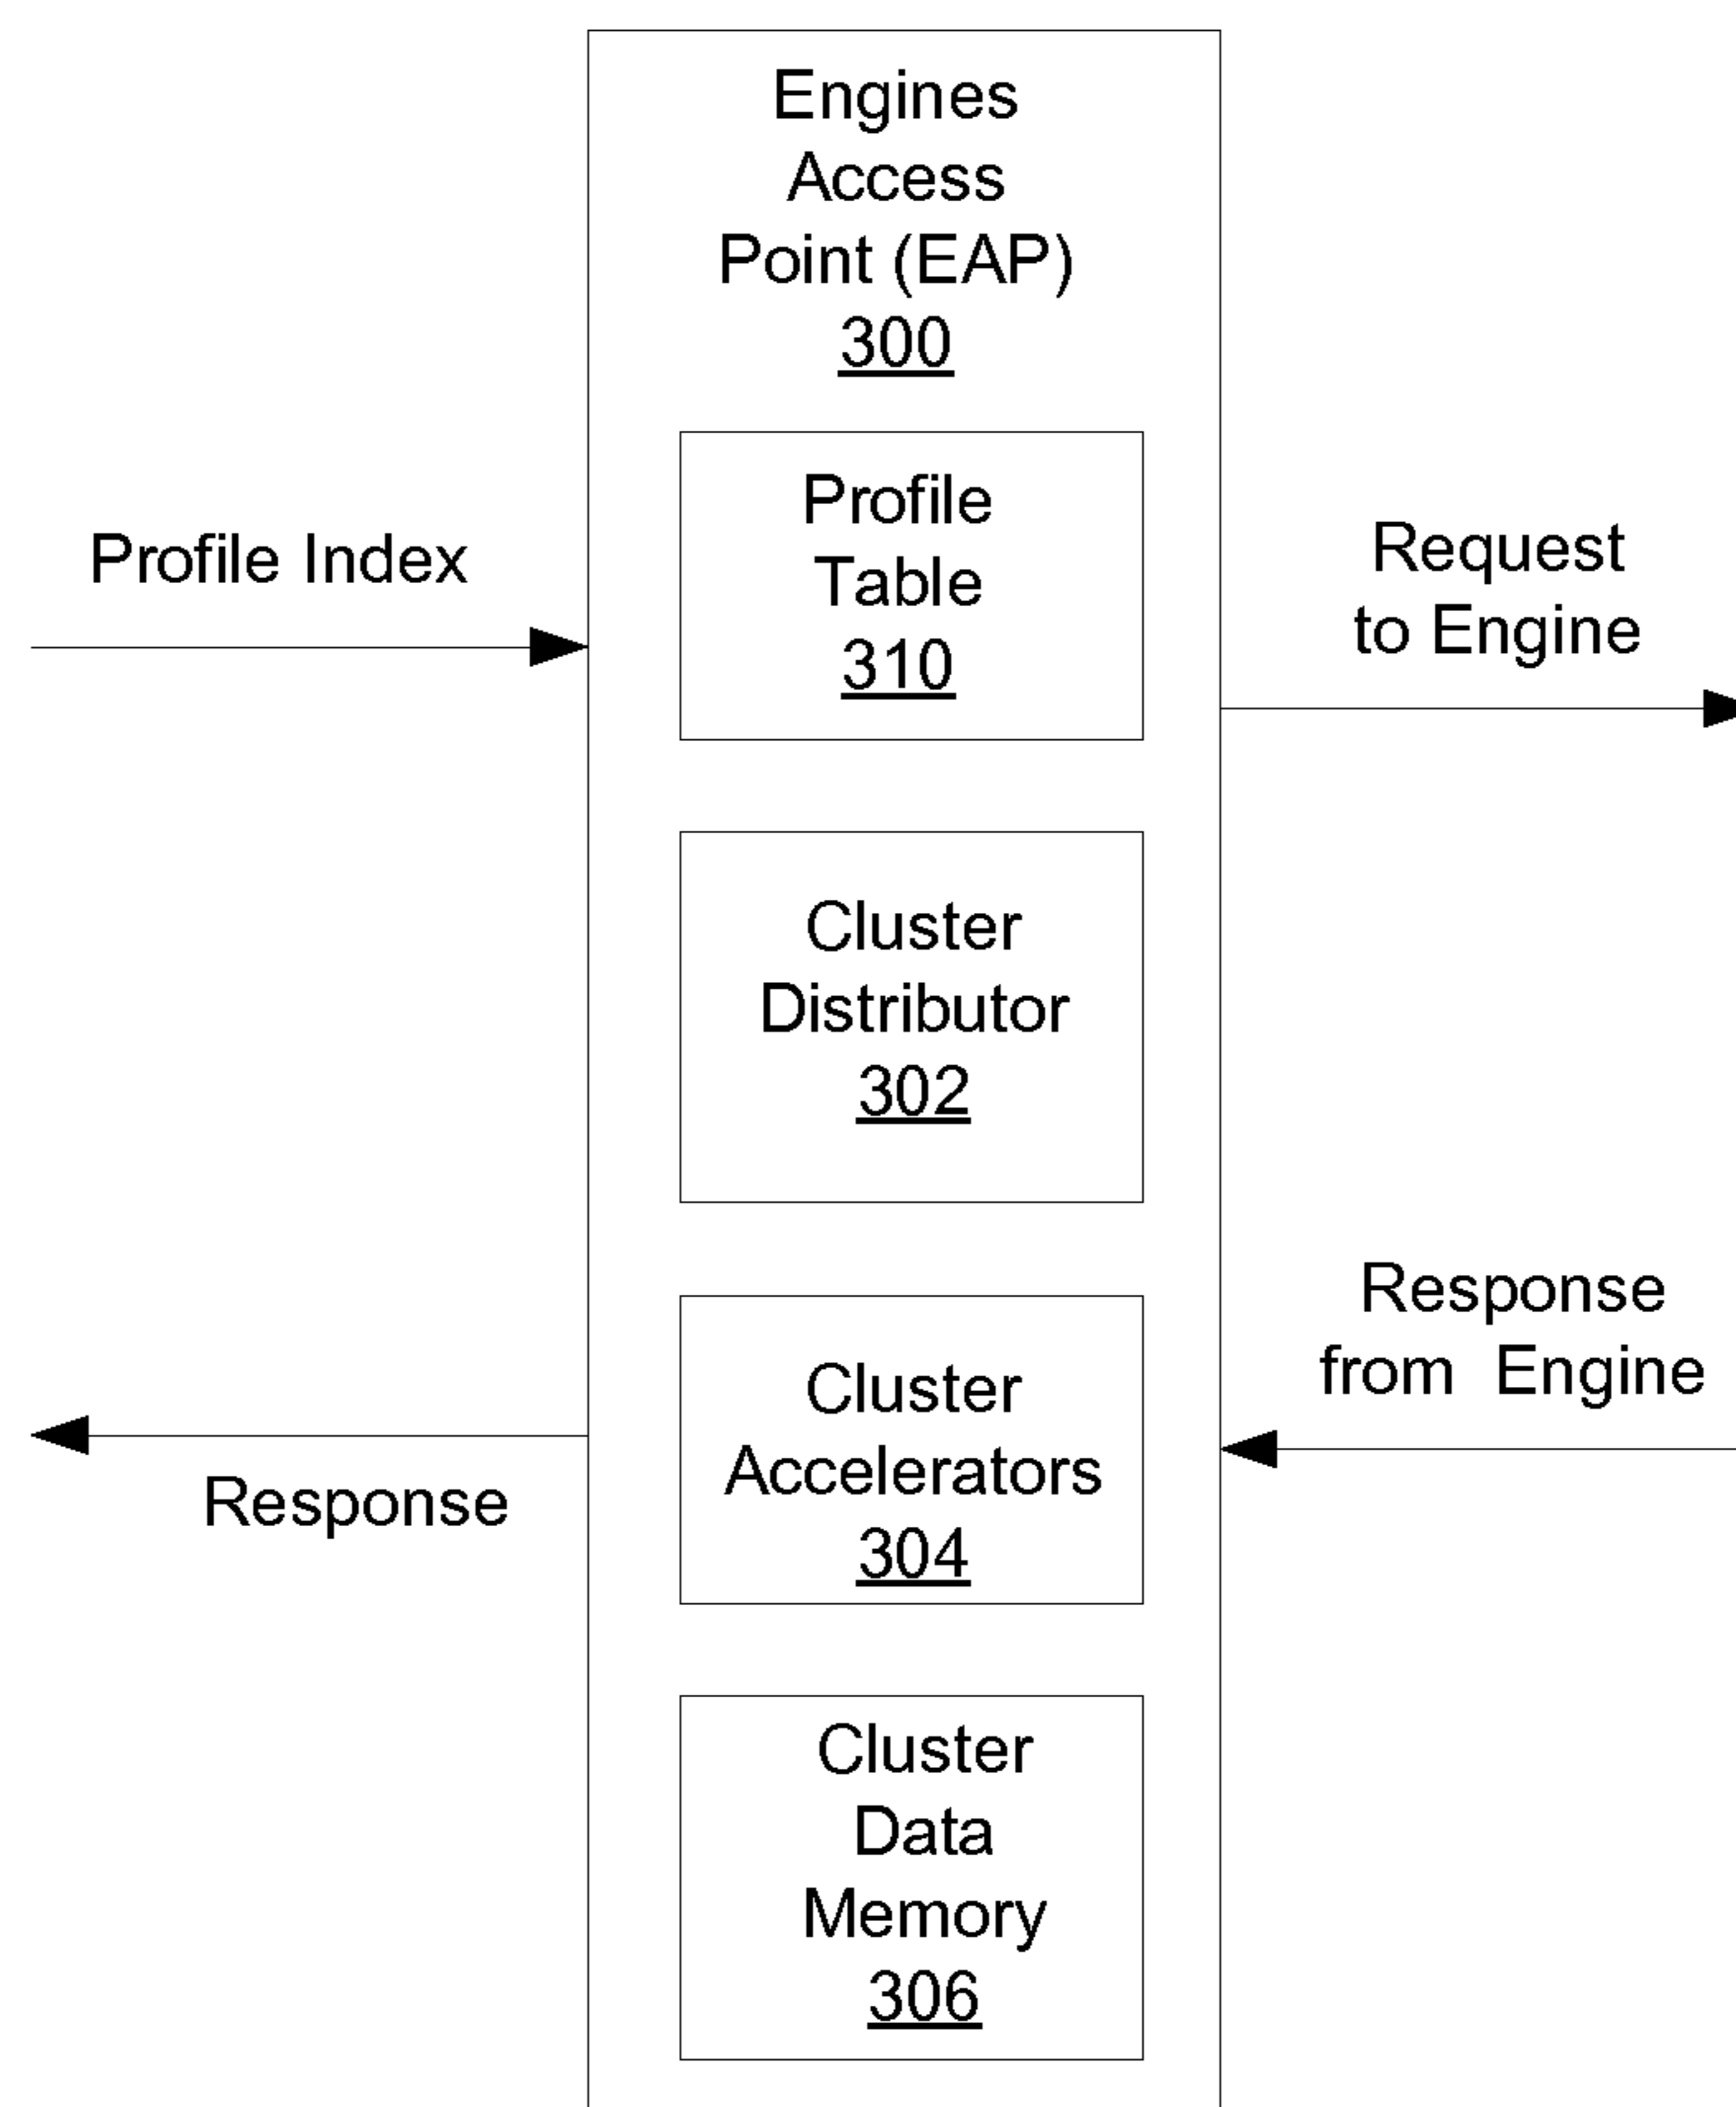 Engines
Access
Point (EAP)
300
Profile
Table
310
Profile Index
Request
to Engine
Cluster
Distributor
302
Response
from Engine
Cluster
Accelerators
304
Response
Cluster
Data
Memory
306